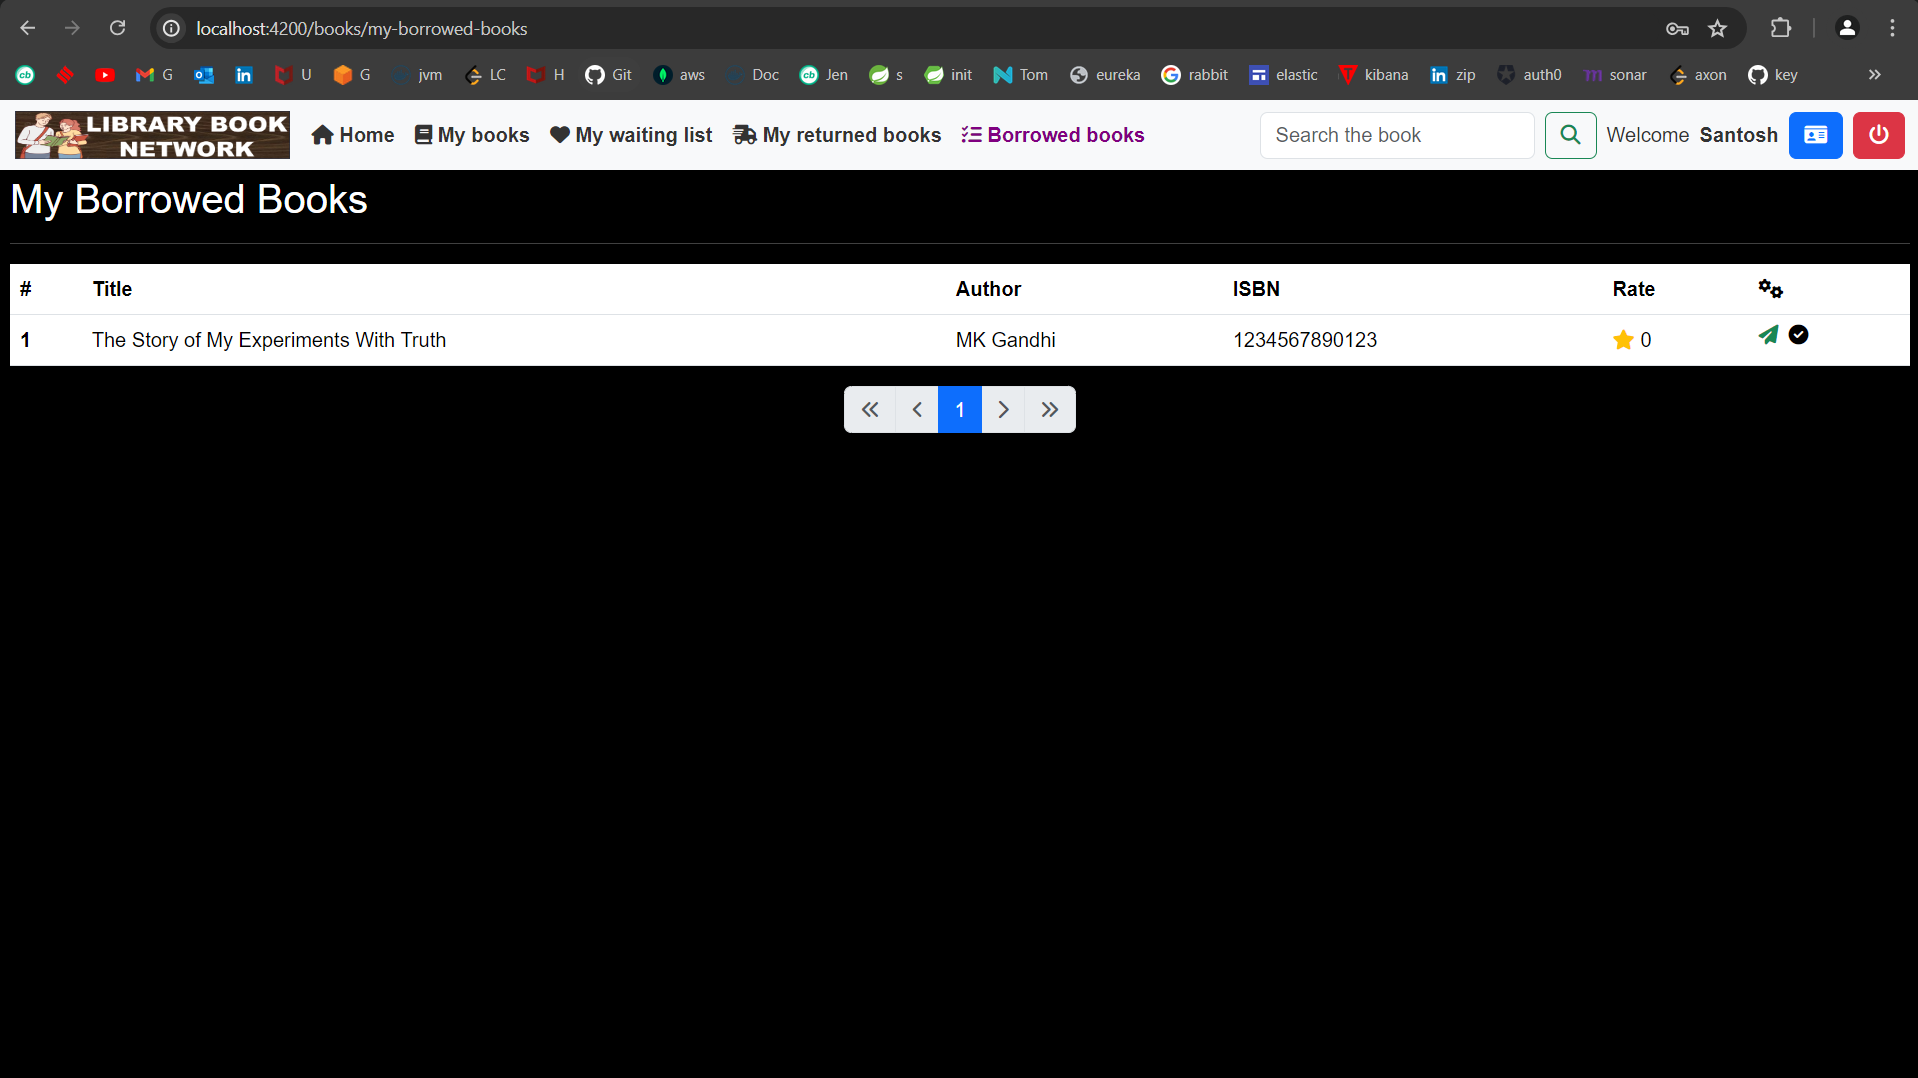 localhost:4200/books/my-borrowed-books
G U G jvm LC H Git aws Doc Jen s init Tom eureka rabbit elastic kibana zip auth0 sonar axon key
LIBRARY BOOK
NETWORK
Home My books My waiting list My returned books Borrowed books Search the book Welcome Santosh
My Borrowed Books
# Title Author ISBN Rate
1 The Story of My Experiments With Truth MK Gandhi 1234567890123 0
« ‹ 1 › »